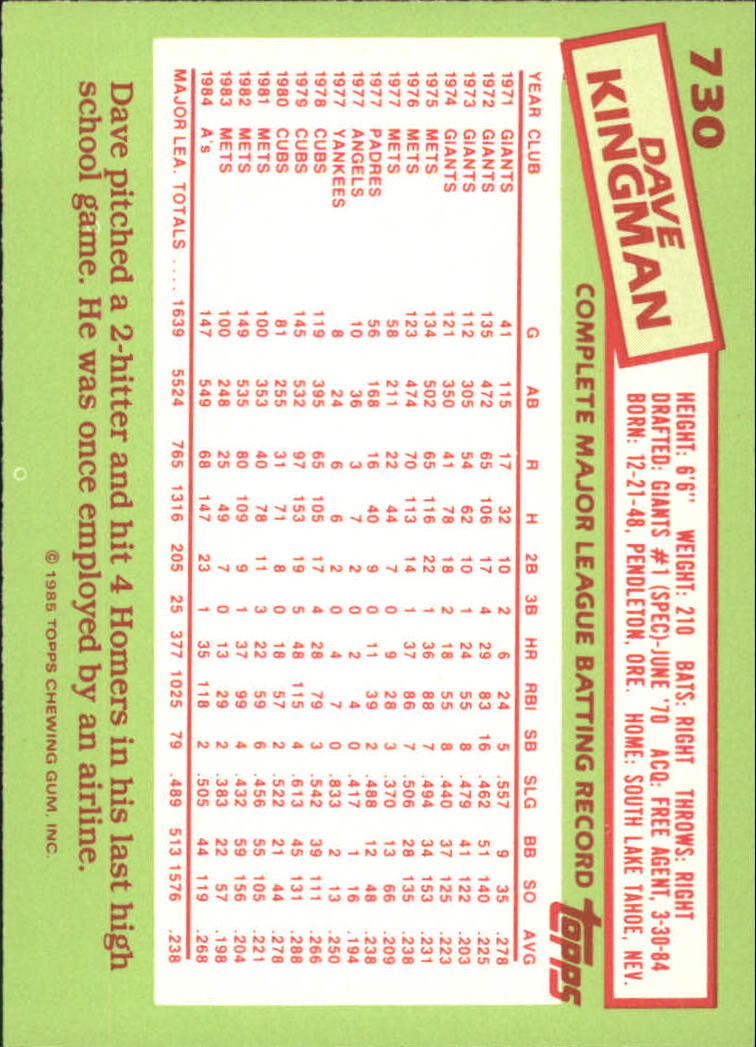 730
DAVE
KINGMAN
HEIGHT: 6'6" WEIGHT: 210 BATS: RIGHT THROWS: RIGHT
DRAFTED: GIANTS #1 (SPEC)-JUNE '70 ACQ: FREE AGENT, 3-30-84
BORN: 12-21-48, PENDLETON, ORE. HOME: SOUTH LAKE TAHOE, NEV.
COMPLETE MAJOR LEAGUE BATTING RECORD topps
YEAR CLUB G AB R H 2B 3B HR RBI SB SLG BB SO AVG
1971 GIANTS 41 115 17 32 10 2 6 24 5 .557 9 35 .278
1972 GIANTS 135 472 65 106 17 4 29 83 16 .462 51 140 .225
1973 GIANTS 112 305 54 62 10 1 24 55 8 .479 41 122 .203
1974 GIANTS 121 350 41 78 18 2 18 55 8 .440 37 125 .223
1975 METS 134 502 65 116 22 1 36 88 7 .494 34 153 .231
1976 METS 123 474 70 113 14 1 37 86 7 .506 28 135 .238
1977 METS 58 211 22 44 7 0 9 28 3 .370 13 66 .209
1977 PADRES 56 168 16 40 9 0 11 39 2 .488 12 48 .238
1977 ANGELS 10 36 3 7 2 0 2 4 0 .417 1 16 .194
1977 YANKEES 8 24 6 6 2 0 4 7 0 .833 2 13 .250
1978 CUBS 119 395 65 105 17 4 28 79 3 .542 39 111 .266
1979 CUBS 145 532 97 153 19 5 48 115 4 .613 45 131 .288
1980 CUBS 81 255 31 71 8 0 18 57 2 .522 21 44 .278
1981 METS 100 353 40 78 11 3 22 59 6 .456 55 105 .221
1982 METS 149 535 80 109 9 1 37 99 4 .432 59 156 .204
1983 METS 100 248 25 49 7 0 13 29 2 .383 22 57 .198
1984 A's 147 549 68 147 23 1 35 118 2 .505 44 119 .268
MAJOR LEA. TOTALS .... 1639 5524 765 1316 205 25 377 1025 79 .489 513 1576 .238
Dave pitched a 2-hitter and hit 4 Homers in his last high
school game. He was once employed by an airline.
© 1985 TOPPS CHEWING GUM, INC.